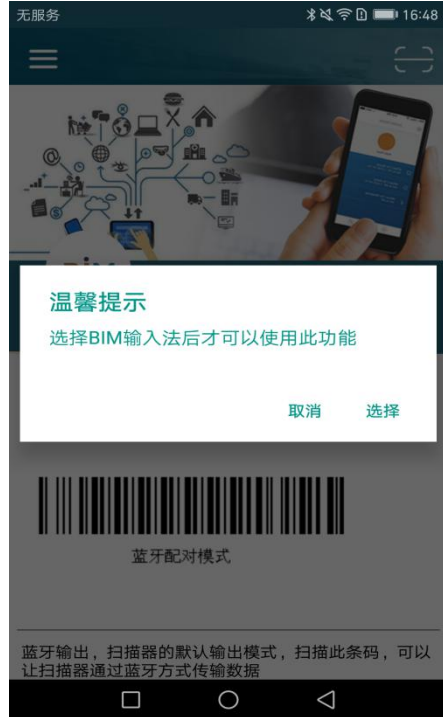 无服务
16:48
温馨提示
选择BIM输入法后才可以使用此功能
取消 选择
蓝牙配对模式
蓝牙输出，扫描器的默认输出模式，扫描此条码，可以
让扫描器通过蓝牙方式传输数据